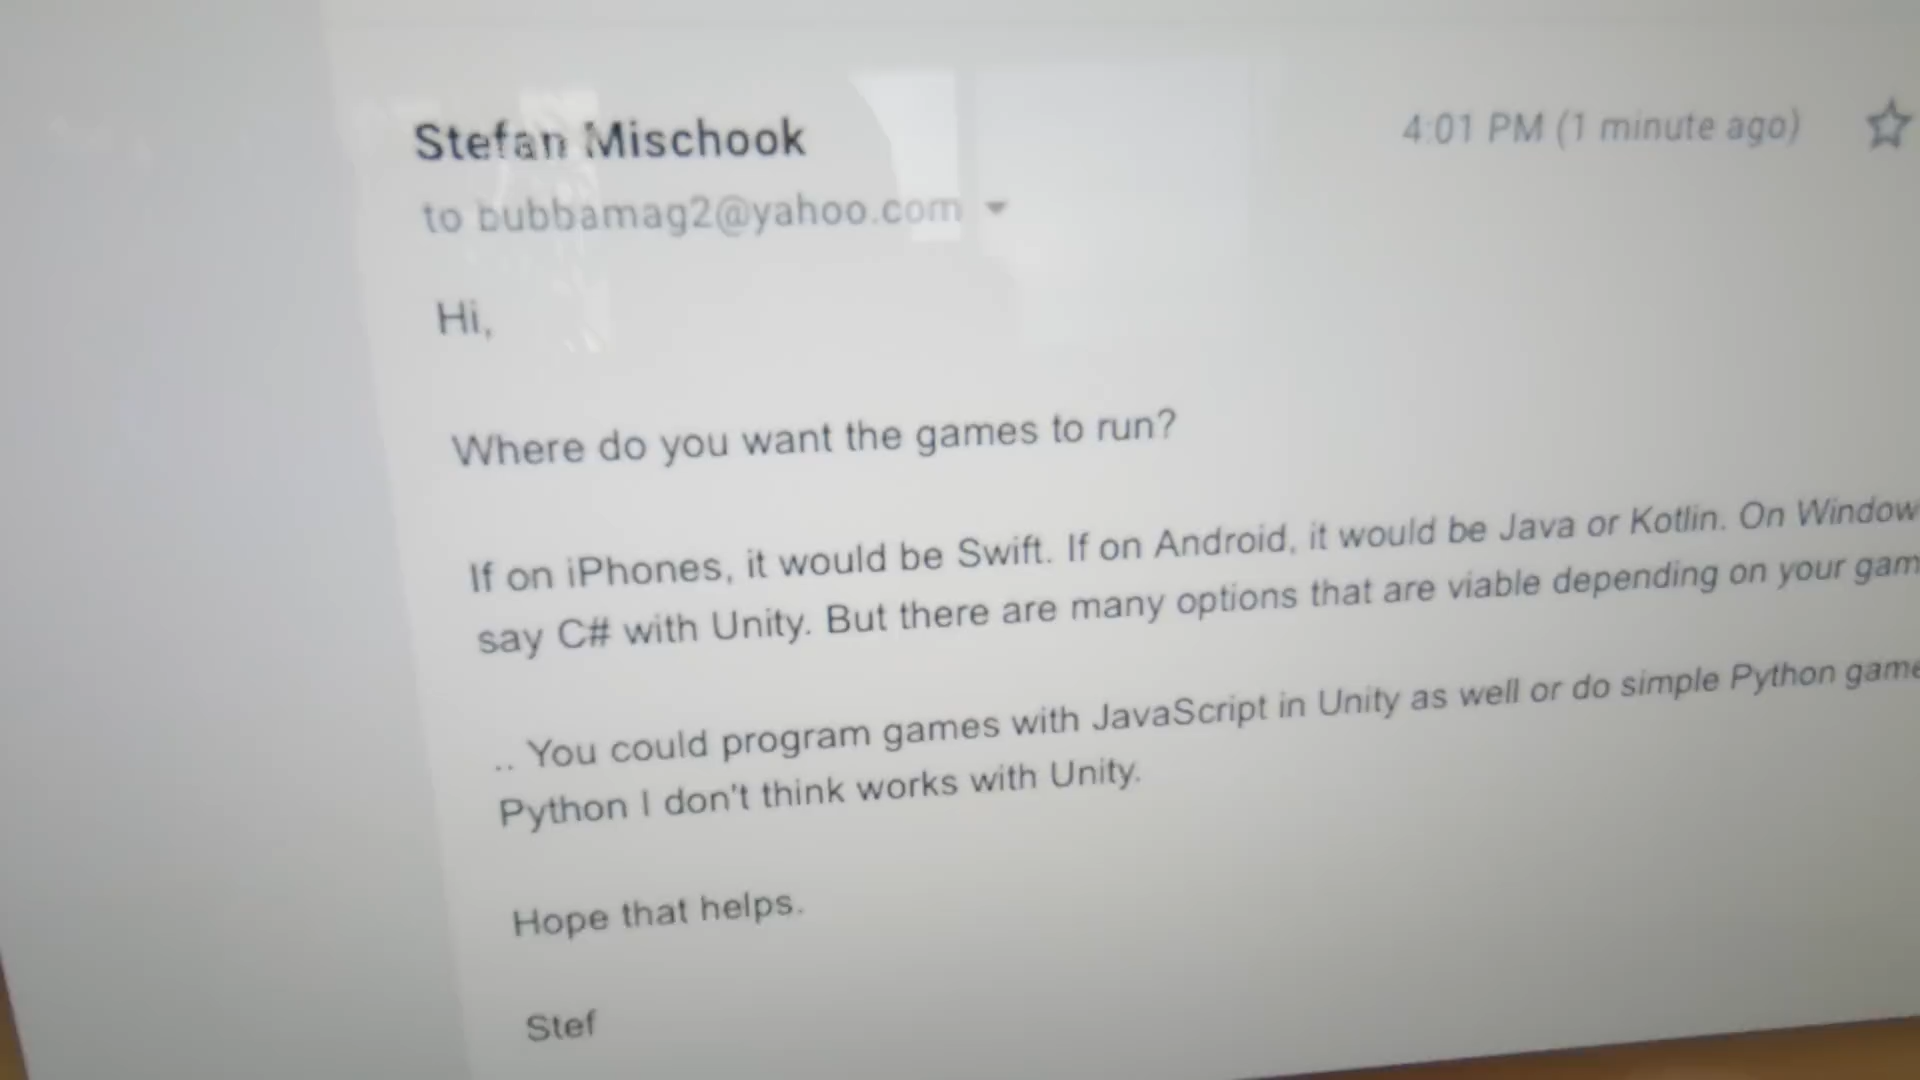 Stefan Mischook
4:01 PM (1 minute ago)
to bubbamag2@yahoo.com
Hi,
Where do you want the games to run?
If on iPhones, it would be Swift. If on Android, it would be Java or Kotlin. On Window
say C# with Unity. But there are many options that are viable depending on your gam
.. You could program games with JavaScript in Unity as well or do simple Python game
Python I don't think works with Unity.
Hope that helps.
Stef